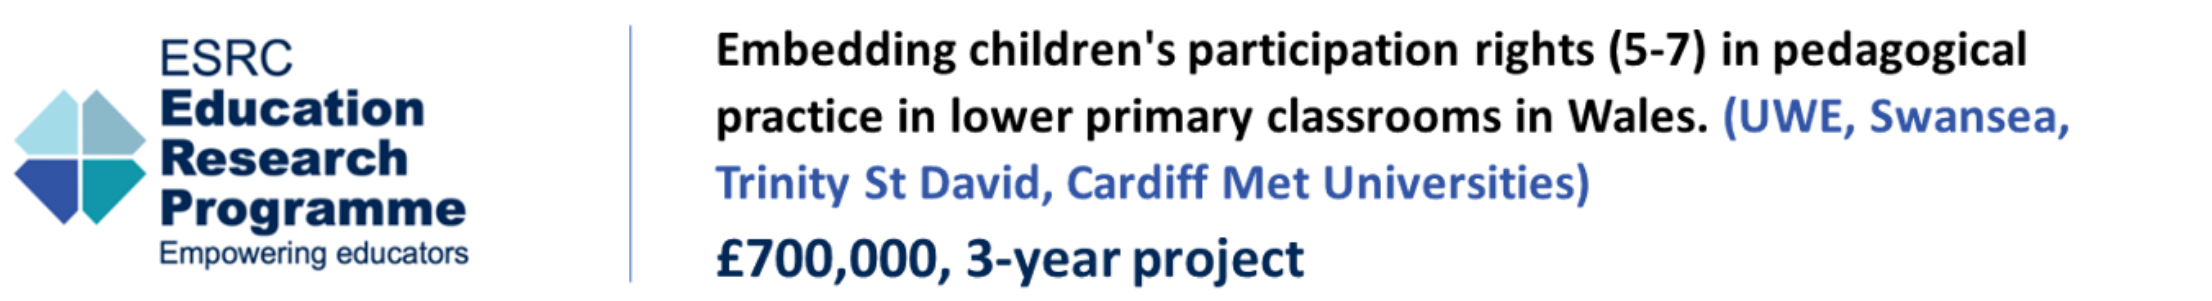 ESRC
Education
Research
Programme
Empowering educators
Embedding children's participation rights (5-7) in pedagogical
practice in lower primary classrooms in Wales. (UWE, Swansea,
Trinity St David, Cardiff Met Universities)
£700,000, 3-year project